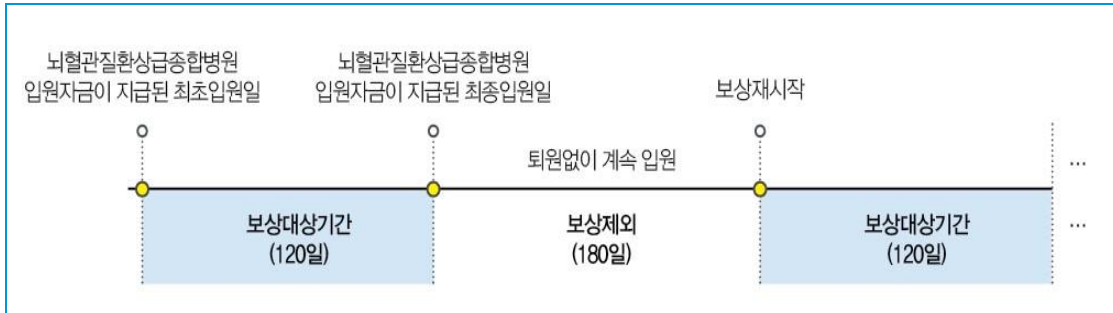 뇌혈관질환상급종합병원
입원자금이 지급된 최초입원일
뇌혈관질환상급종합병원
입원자금이 지급된 최종입원일
보상재시작
퇴원없이 계속 입원
...
보상대상기간
(120일)
보상제외
(180일)
보상대상기간
(120일)
...